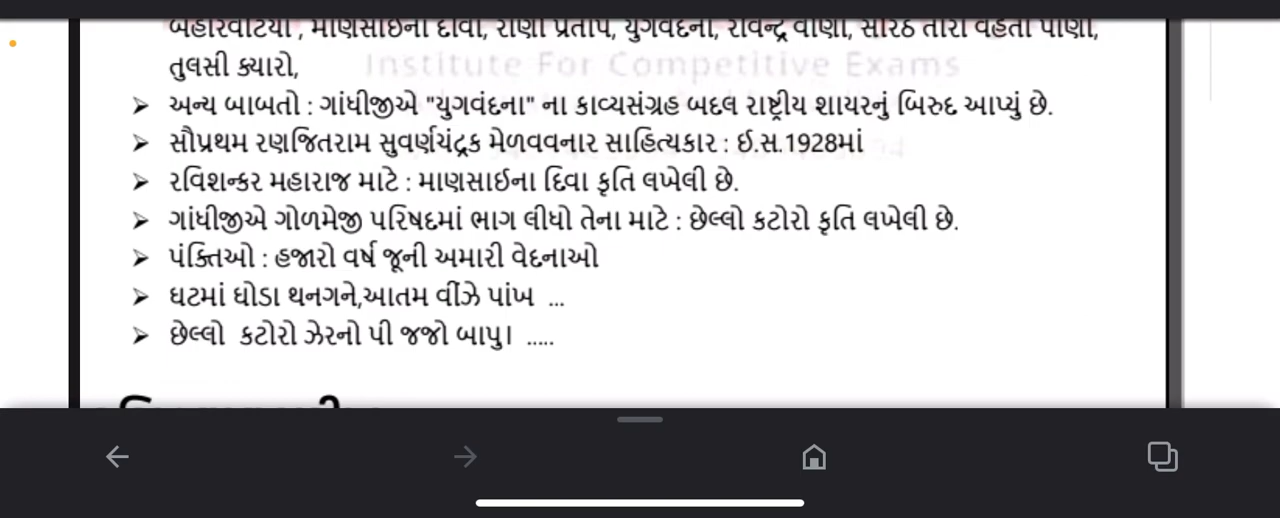 બહારવટિયા, માણસાઈના દીવા, રાણા પ્રતાપ, યુગવંદના, રવિન્દ્ર વીણા, સોરઠ તારા વહેતા પાણી,
તુલસી ક્યારો,
Institute For Competitive Exams
➢ અન્ય બાબતો : ગાંધીજીએ "યુગવંદના" ના કાવ્યસંગ્રહ બદલ રાષ્ટ્રીય શાયરનું બિરુદ આપ્યું છે.
➢ સૌપ્રથમ રણજિતરામ સુવર્ણચંદ્રક મેળવવનાર સાહિત્યકાર : ઈ.સ.1928માં
➢ રવિશન્કર મહારાજ માટે : માણસાઈના દિવા કૃતિ લખેલી છે.
➢ ગાંધીજીએ ગોળમેજી પરિષદમાં ભાગ લીધો તેના માટે : છેલ્લો કટોરો કૃતિ લખેલી છે.
➢ પંક્તિઓ : હજારો વર્ષ જૂની અમારી વેદનાઓ
➢ ઘટમાં ઘોડા થનગને,આતમ વીંઝે પાંખ ...
➢ છેલ્લો કટોરો ઝેરનો પી જજો બાપુ। .....